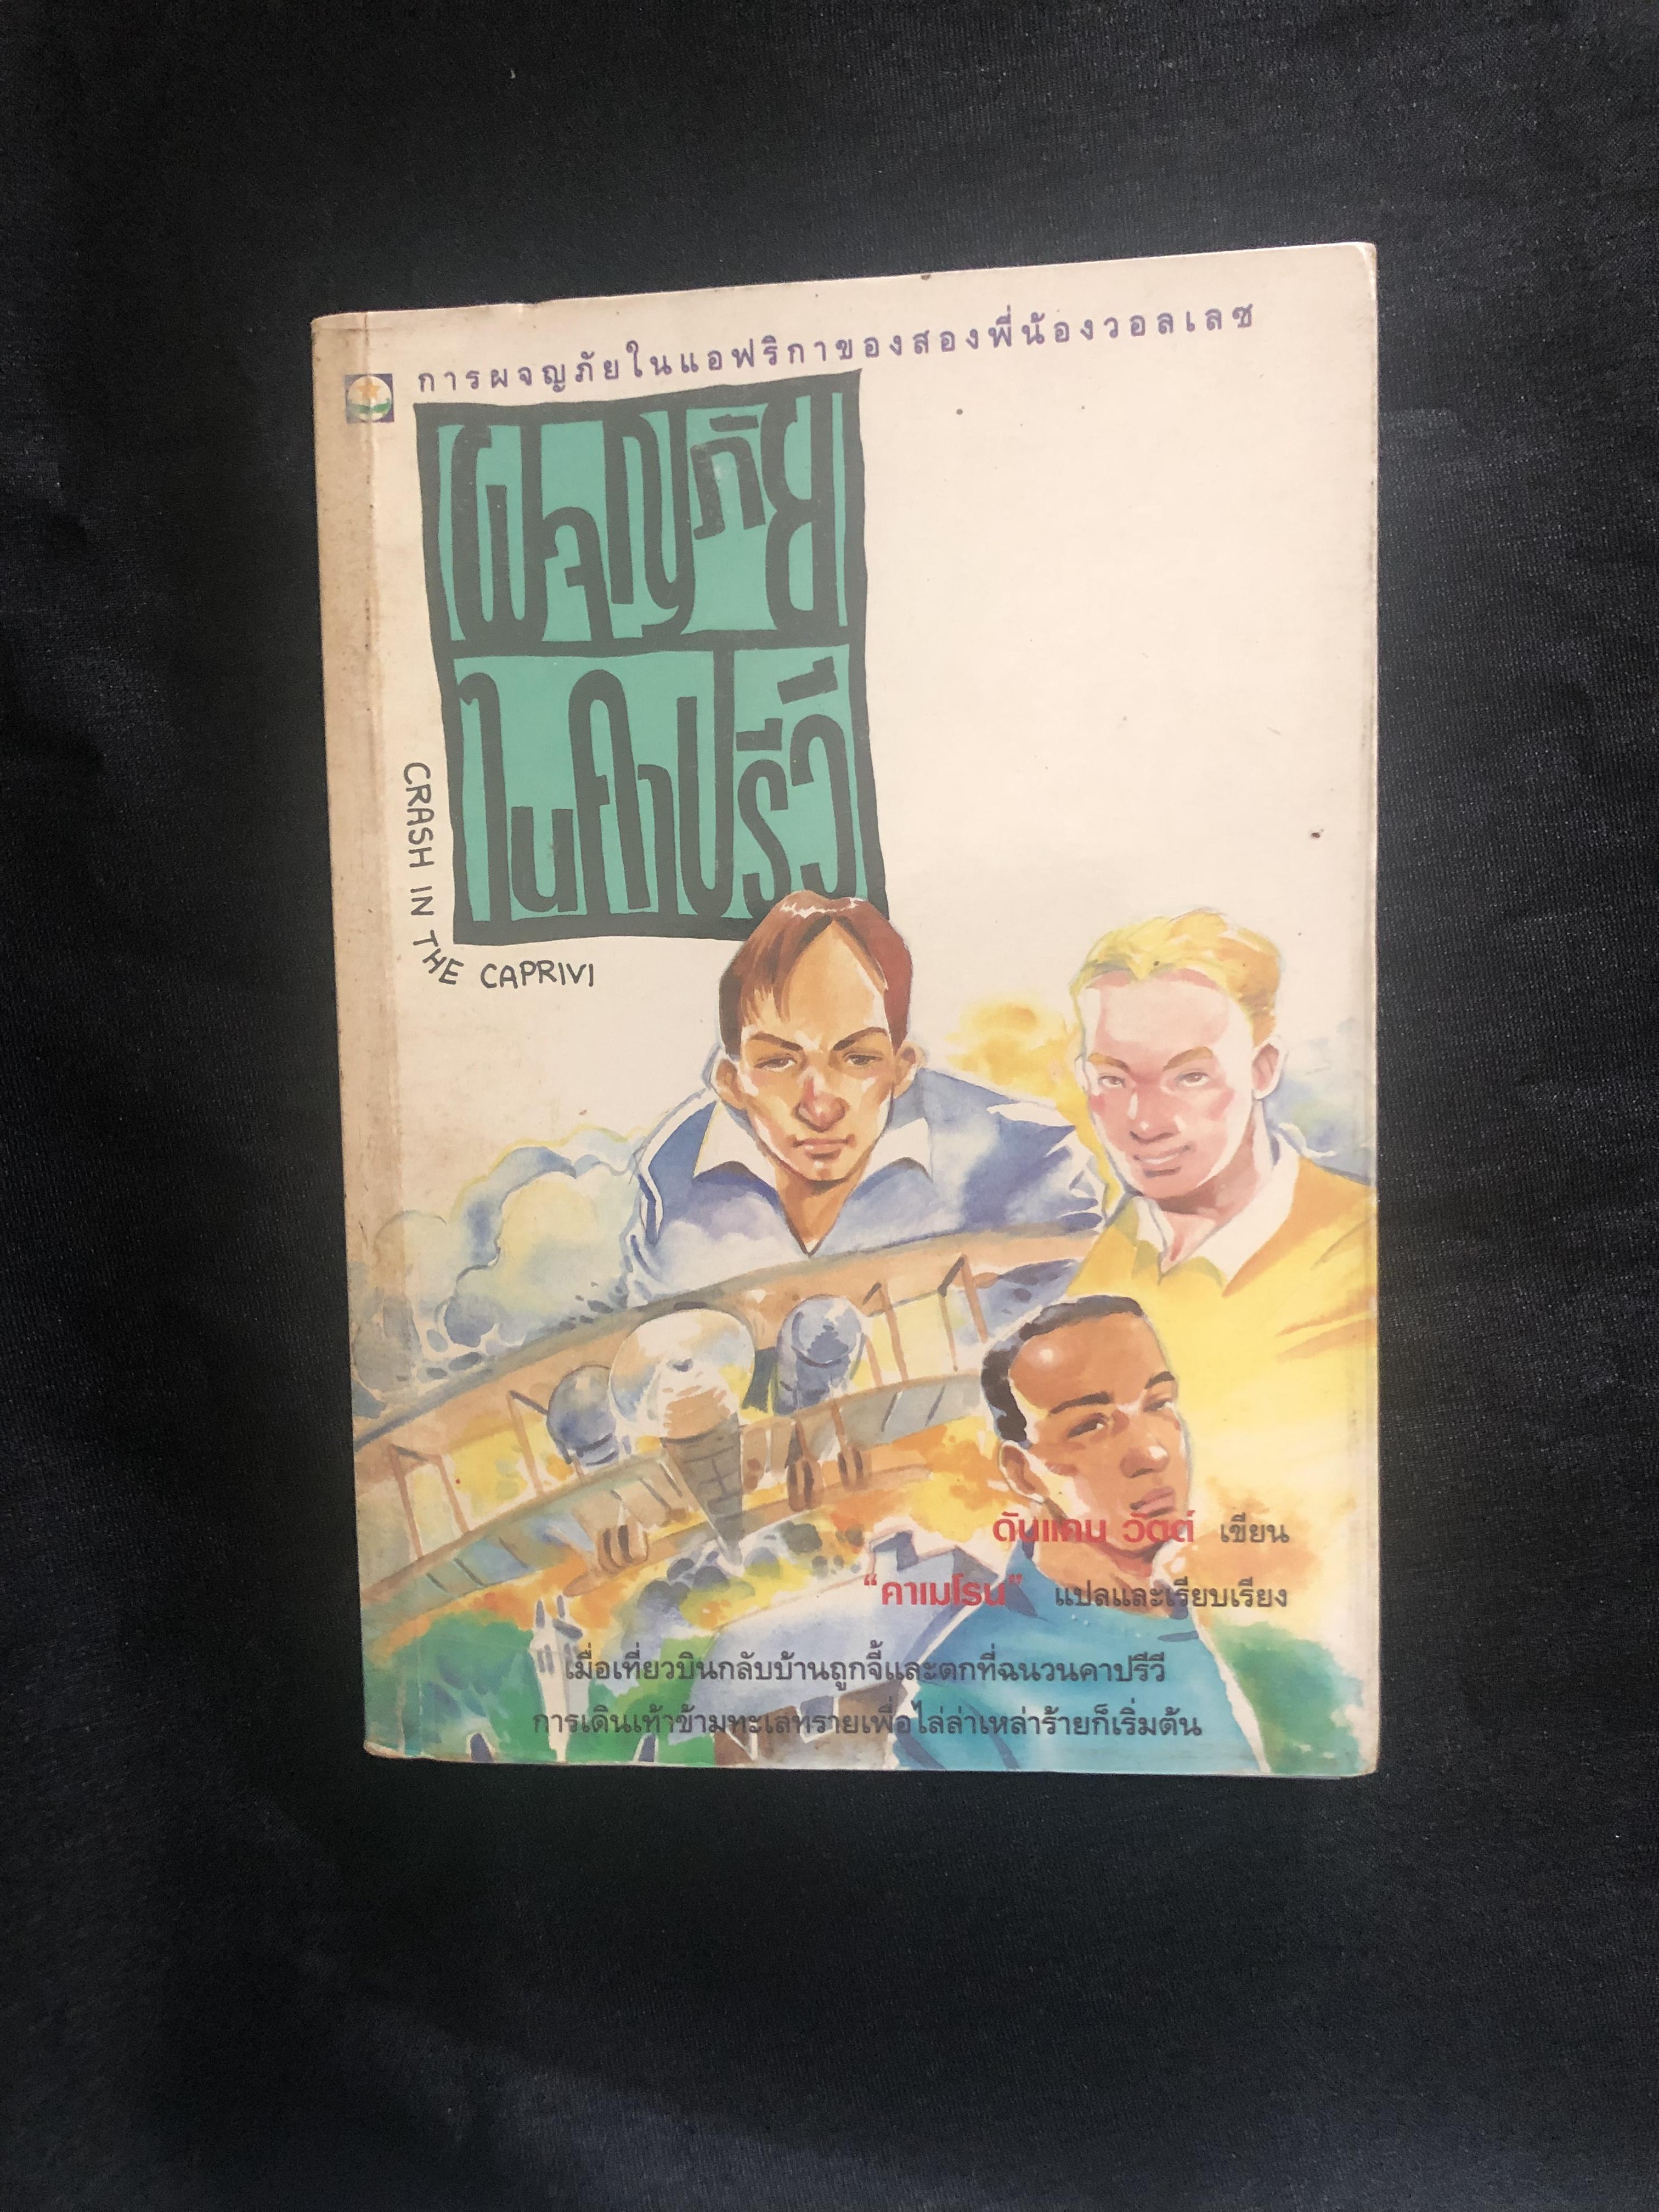 การผจญภัยในแอฟริกาของสองพี่น้องวอลเลซ
ผจญภัย
ในคาปรีวี
CRASH IN THE CAPRIVI
ดันแคน วัตต์ เขียน
“คาเมโรน” แปลและเรียบเรียง
เมื่อเที่ยวบินกลับบ้านถูกจี้และตกที่ฉนวนคาปรีวี
การเดินเท้าข้ามทะเลทรายเพื่อไล่ล่าเหล่าร้ายก็เริ่มต้น